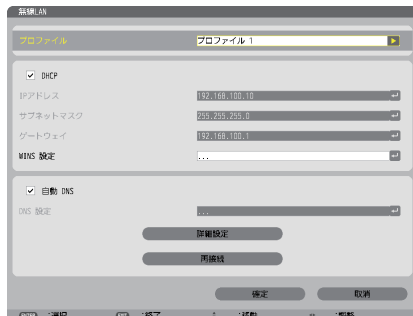 無線LAN
プロファイル プロファイル 1
DHCP
IPアドレス 192.168.100.10
サブネットマスク 255.255.255.0
ゲートウェイ 192.168.100.1
WINS 設定 ...
自動 DNS
DNS 設定 ...
詳細設定
再接続
確定 取消
ENTER :選択 EXIT :終了 :移動 :調整